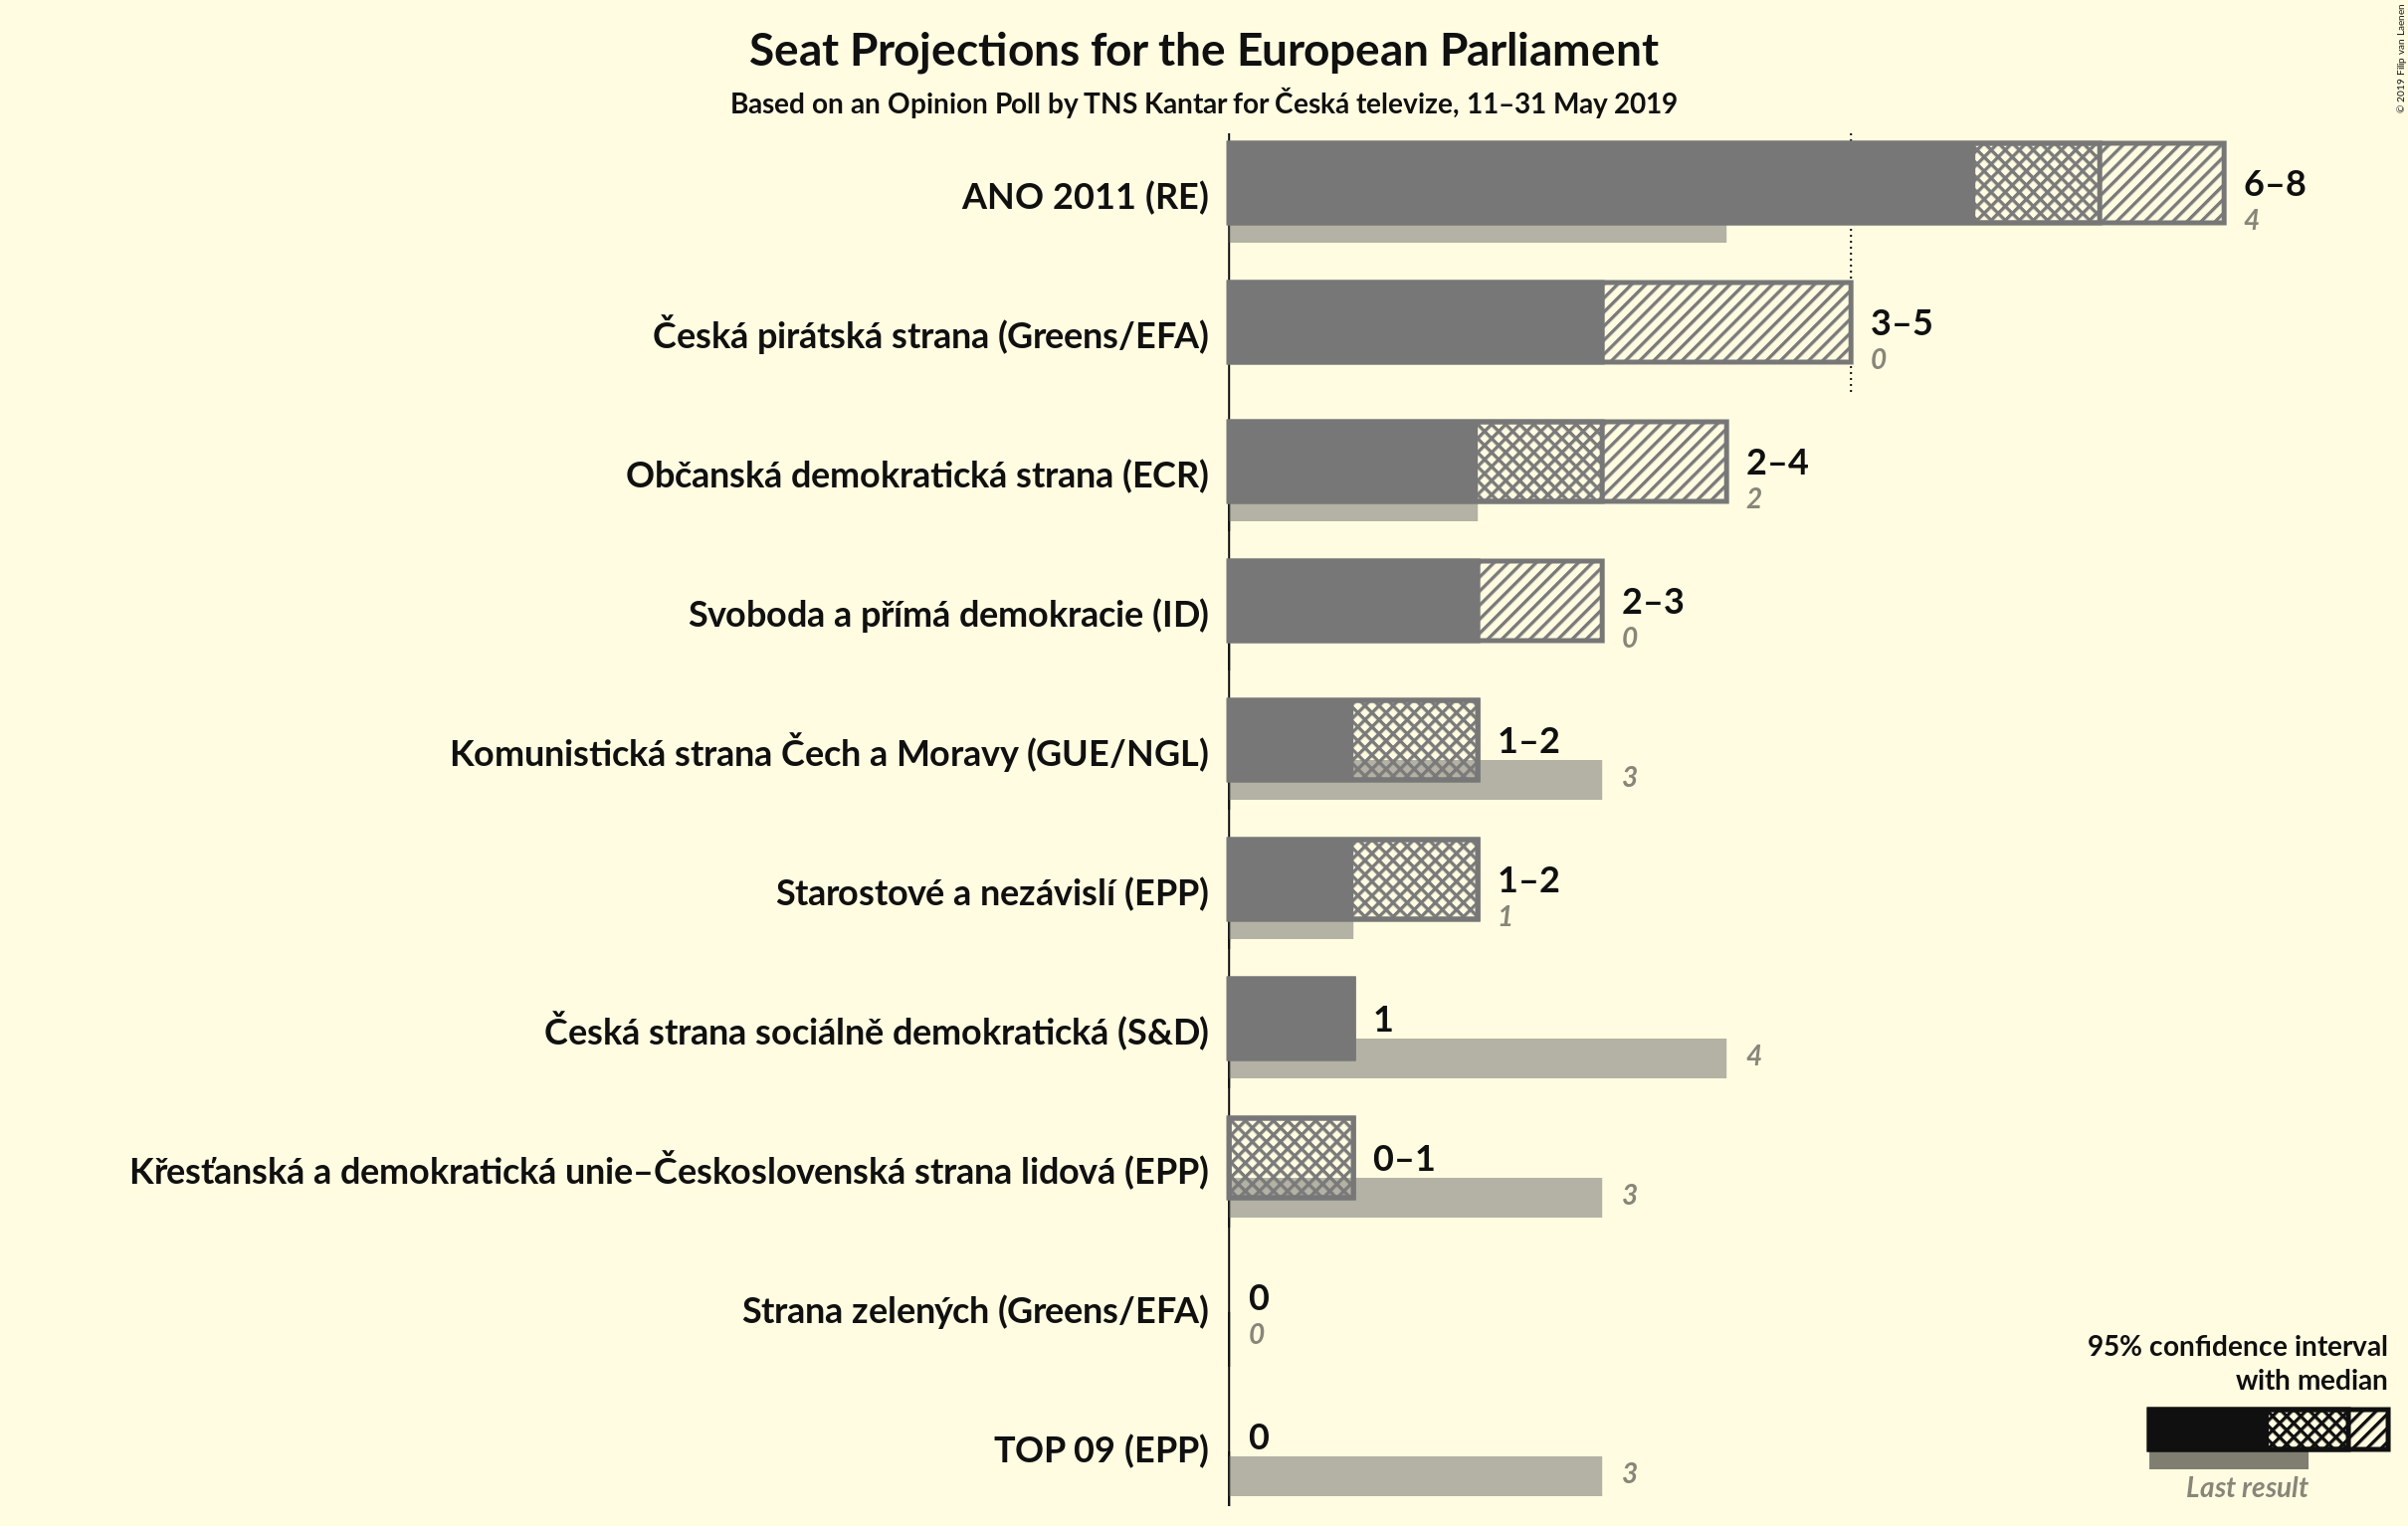 Seat Projections for the European Parliament
Based on an Opinion Poll by TNS Kantar for Česká televize, 11–31 May 2019
© 2019 Filip van Laenen
ANO 2011 (RE)
6–8
4
Česká pirátská strana (Greens/EFA)
3–5
0
Občanská demokratická strana (ECR)
2–4
2
Svoboda a přímá demokracie (ID)
2–3
0
Komunistická strana Čech a Moravy (GUE/NGL)
1–2
3
Starostové a nezávislí (EPP)
1–2
1
Česká strana sociálně demokratická (S&D)
1
4
Křesťanská a demokratická unie–Československá strana lidová (EPP)
0–1
3
Strana zelených (Greens/EFA)
0
0
TOP 09 (EPP)
0
3
95% confidence interval
with median
Last result